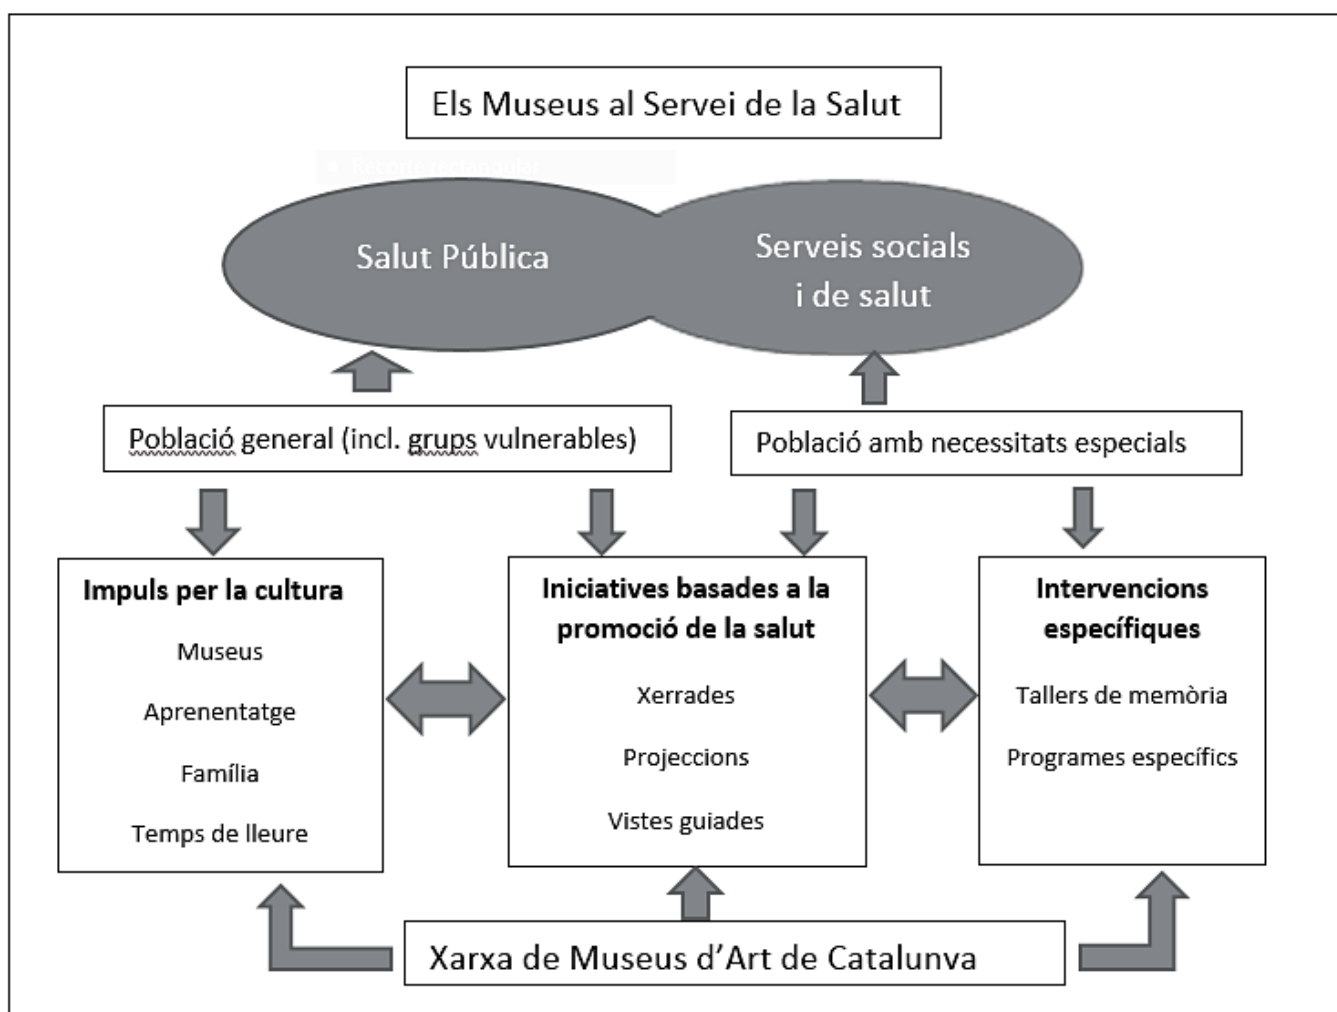 Els Museus al Servei de la Salut
Salut Pública
Serveis socials
i de salut
Població general (incl. grups vulnerables)
Població amb necessitats especials
Impuls per la cultura
Museus
Aprenentatge
Família
Temps de lleure
Iniciatives basades a la
promoció de la salut
Xerrades
Projeccions
Vistes guiades
Intervencions
específiques
Tallers de memòria
Programes específics
Xarxa de Museus d'Art de Catalunva